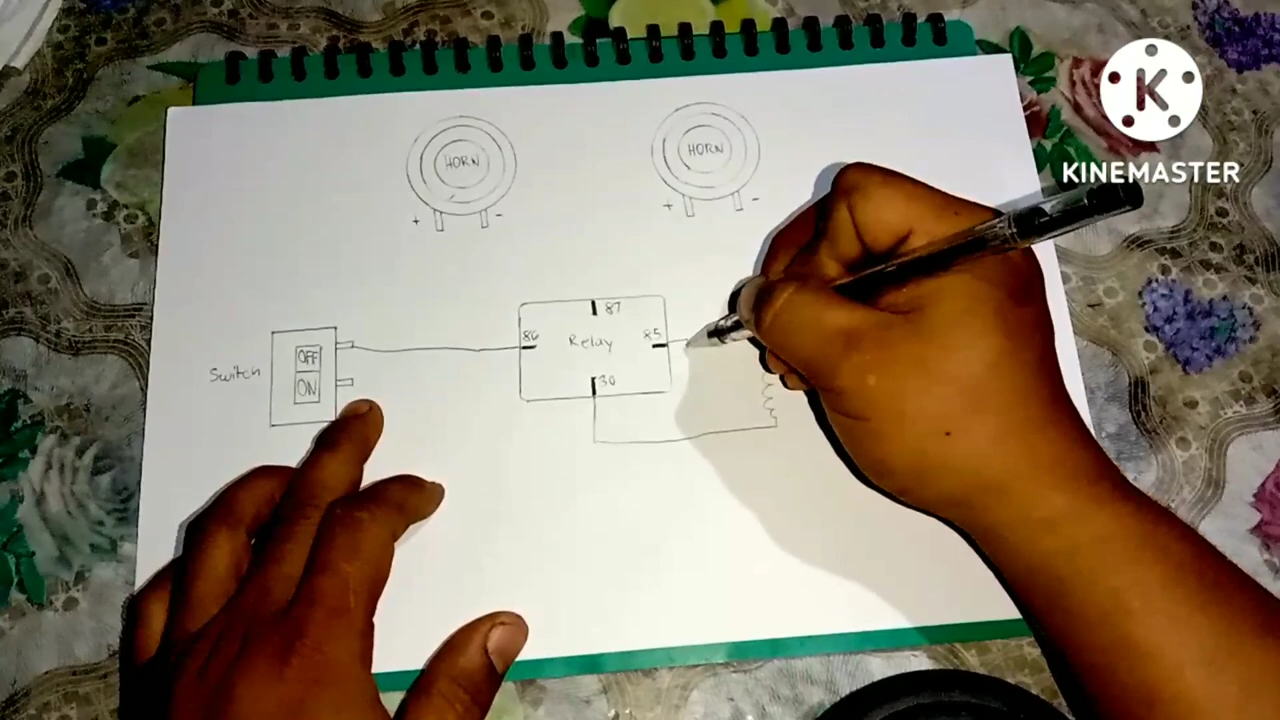 HORN
HORN
+
-
+
-
87
86
Relay
85
30
Switch
OFF
ON
K
KINEMASTER